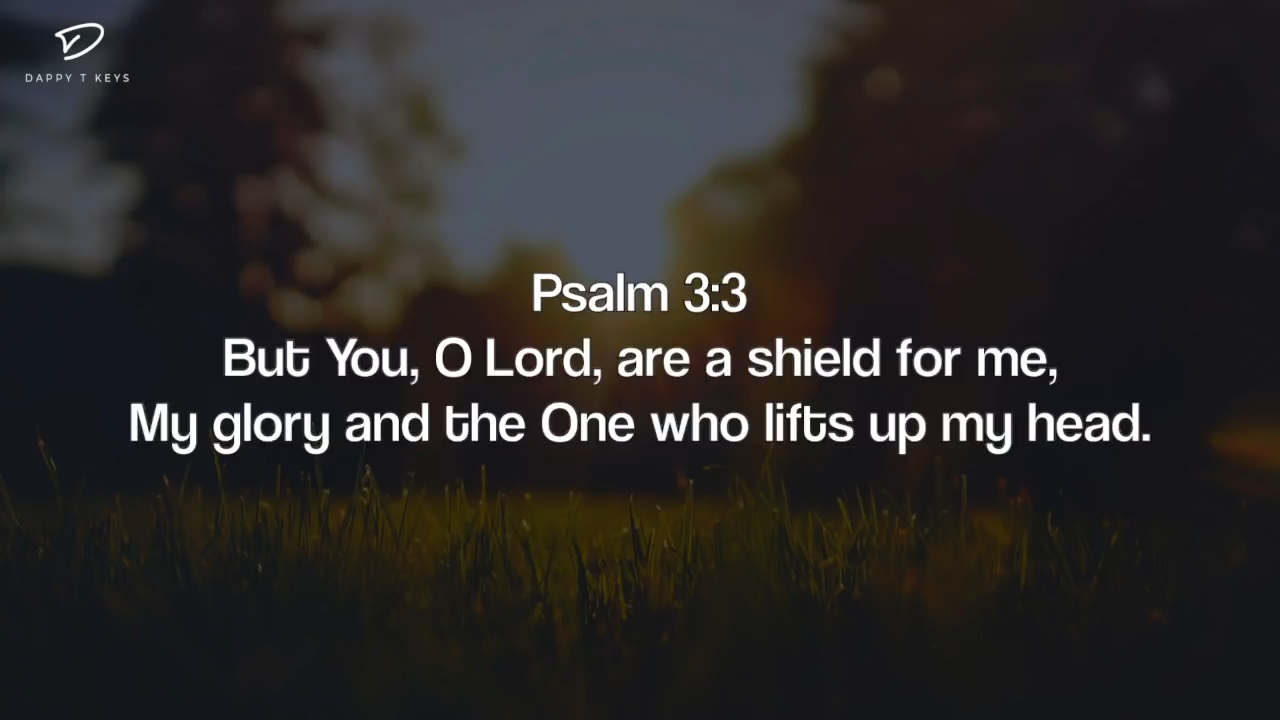 DAPPY T KEYS
Psalm 3:3
But You, O Lord, are a shield for me,
My glory and the One who lifts up my head.